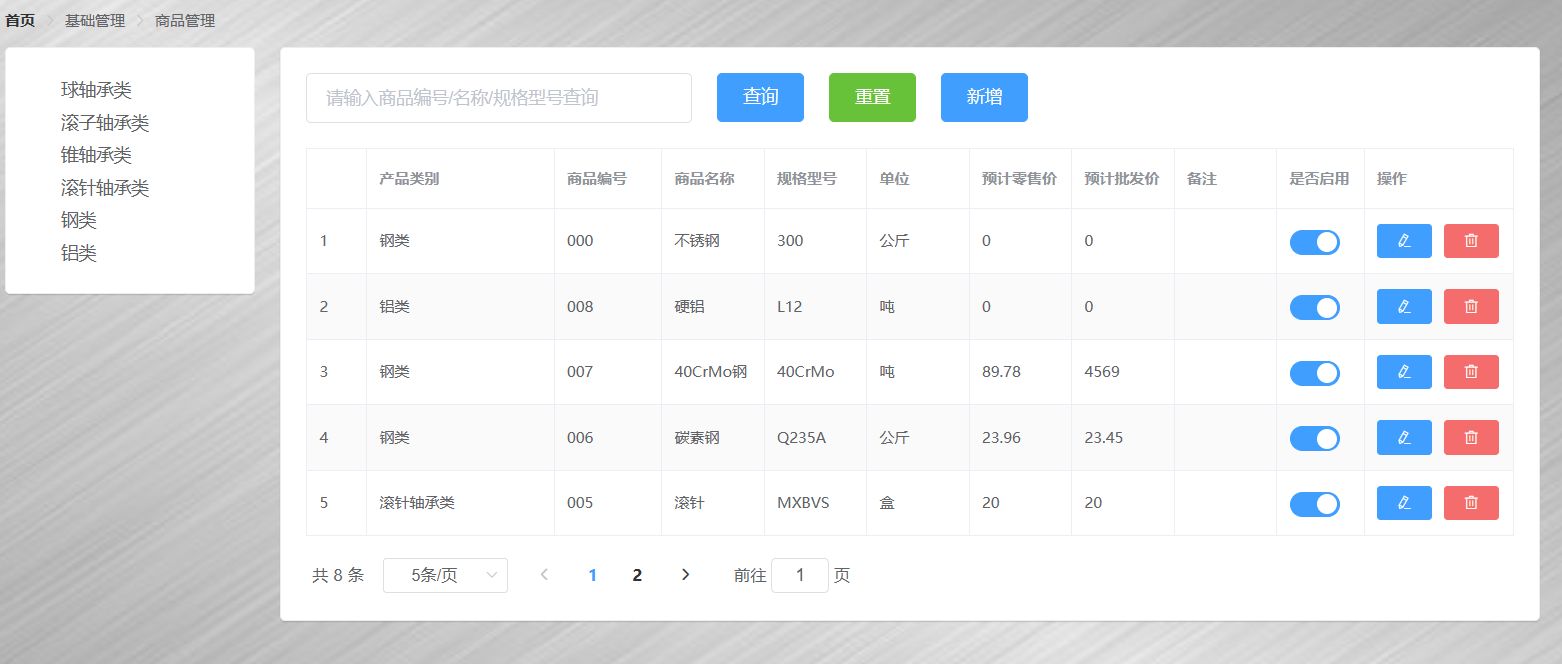 首页 基础管理 商品管理
球轴承类
滚子轴承类
锥轴承类
滚针轴承类
钢类
铝类
请输入商品编号/名称/规格型号查询 查询 重置 新增
产品类别 商品编号 商品名称 规格型号 单位 预计零售价 预计批发价 备注 是否启用 操作
1 钢类 000 不锈钢 300 公斤 0 0
2 铝类 008 硬铝 L12 吨 0 0
3 钢类 007 40CrMo钢 40CrMo 吨 89.78 4569
4 钢类 006 碳素钢 Q235A 公斤 23.96 23.45
5 滚针轴承类 005 滚针 MXBVS 盒 20 20
共 8 条 5条/页 1 2 前往 1 页